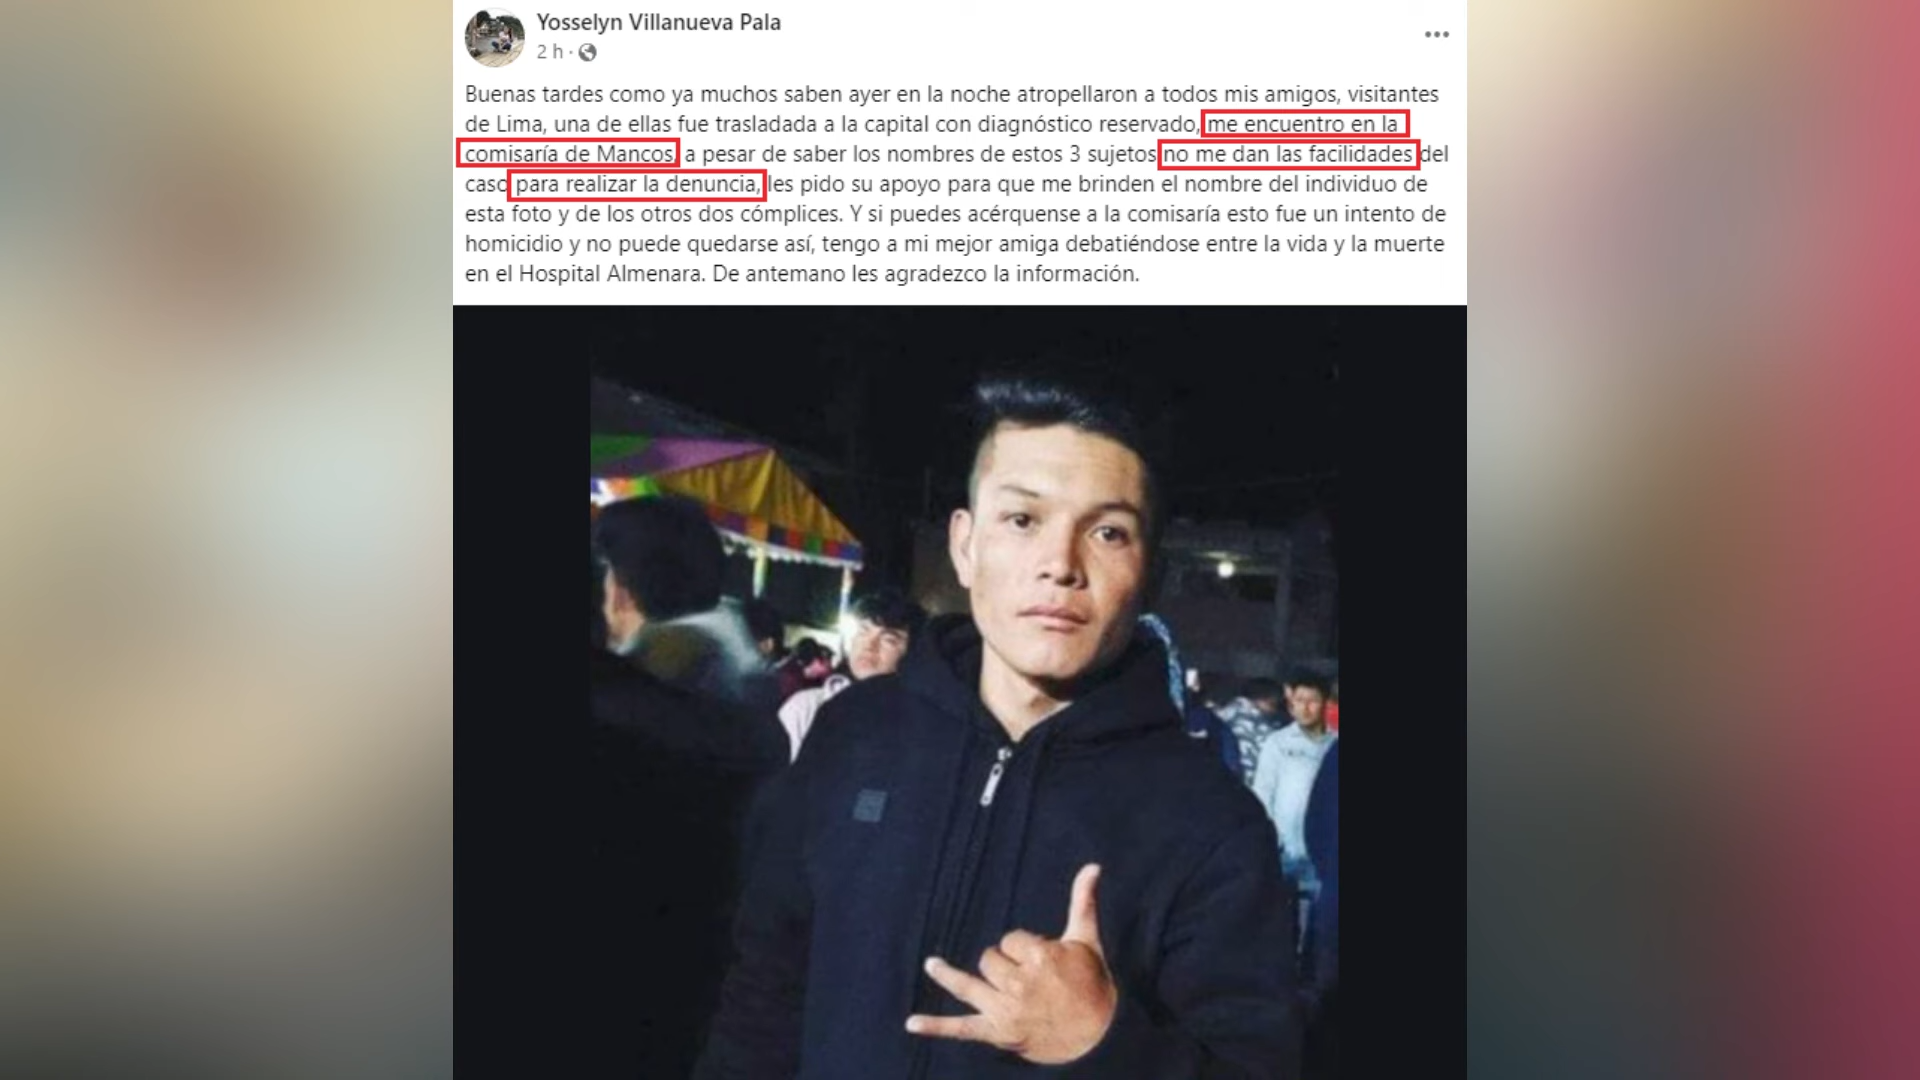 Yosselyn Villanueva Pala
2 h ·
Buenas tardes como ya muchos saben ayer en la noche atropellaron a todos mis amigos, visitantes
de Lima, una de ellas fue trasladada a la capital con diagnóstico reservado, me encuentro en la
comisaría de Mancos, a pesar de saber los nombres de estos 3 sujetos no me dan las facilidades del
caso para realizar la denuncia, les pido su apoyo para que me brinden el nombre del individuo de
esta foto y de los otros dos cómplices. Y si puedes acérquense a la comisaría esto fue un intento de
homicidio y no puede quedarse así, tengo a mi mejor amiga debatiéndose entre la vida y la muerte
en el Hospital Almenara. De antemano les agradezco la información.